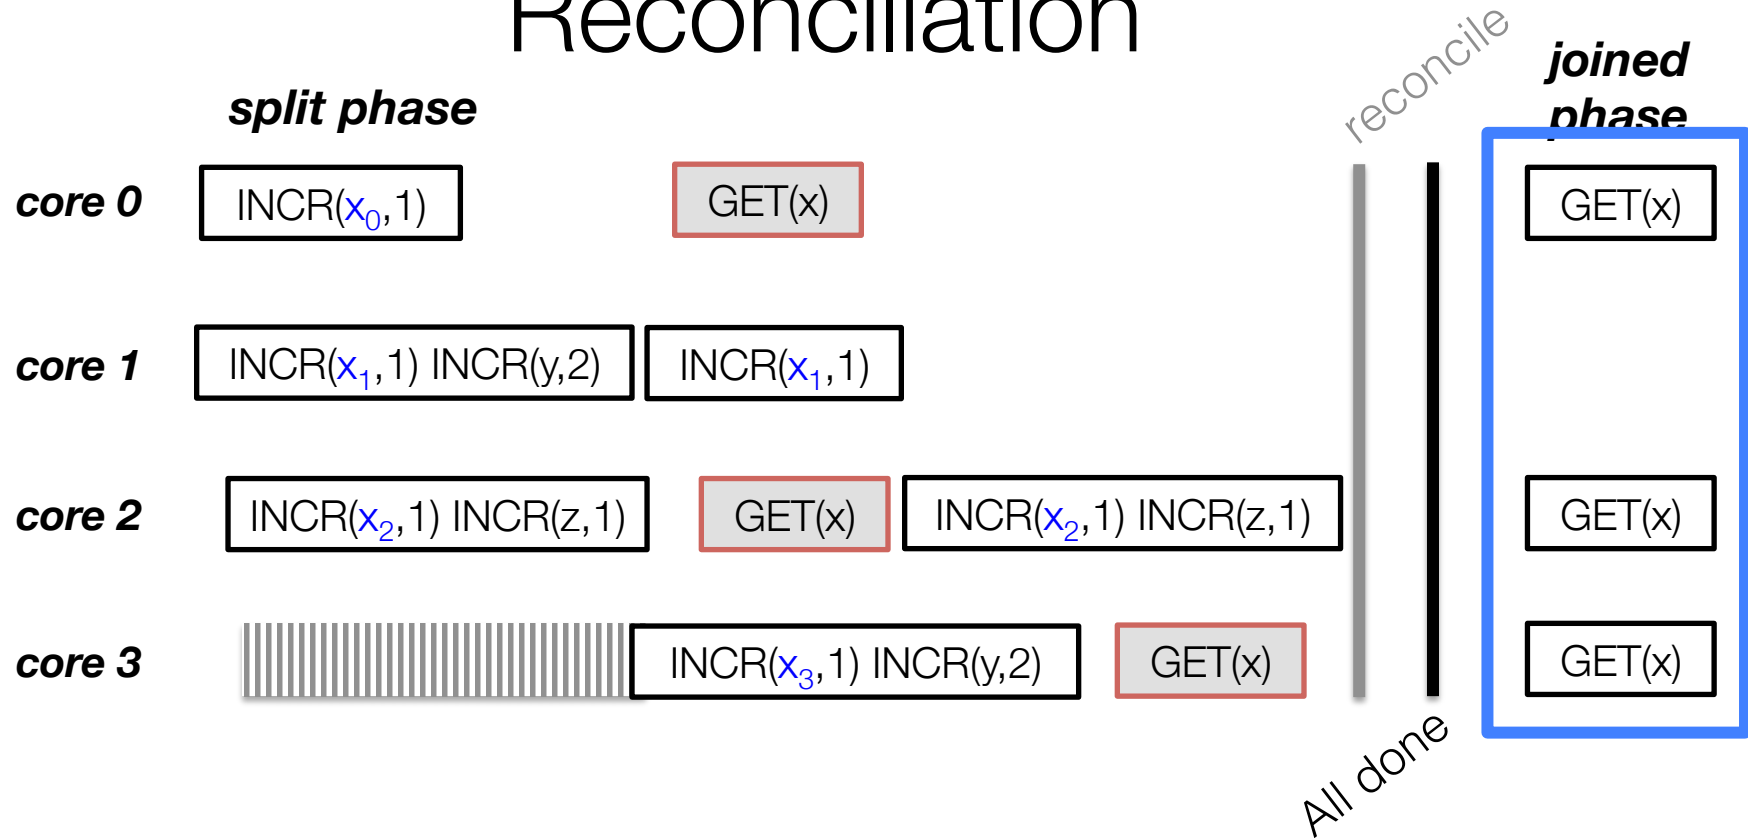 Reconciliation
reconcile
joined
phase
split phase
core 0 INCR(x₀,1) GET(x) GET(x)
core 1 INCR(x₁,1) INCR(y,2) INCR(x₁,1)
core 2 INCR(x₂,1) INCR(z,1) GET(x) INCR(x₂,1) INCR(z,1) GET(x)
core 3 INCR(x₃,1) INCR(y,2) GET(x) GET(x)
All done